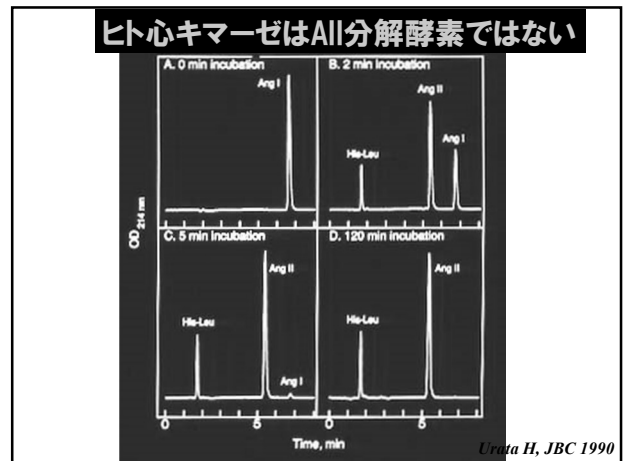 ヒト心キマーゼはAII分解酵素ではない
A. 0 min incubation
Ang I
B. 2 min incubation
Ang II
Ang I
His-Leu
OD 214 nm
C. 5 min incubation
Ang II
His-Leu
Ang I
D. 120 min incubation
Ang II
His-Leu
0
5
0
5
Time, min
Urata H, JBC 1990